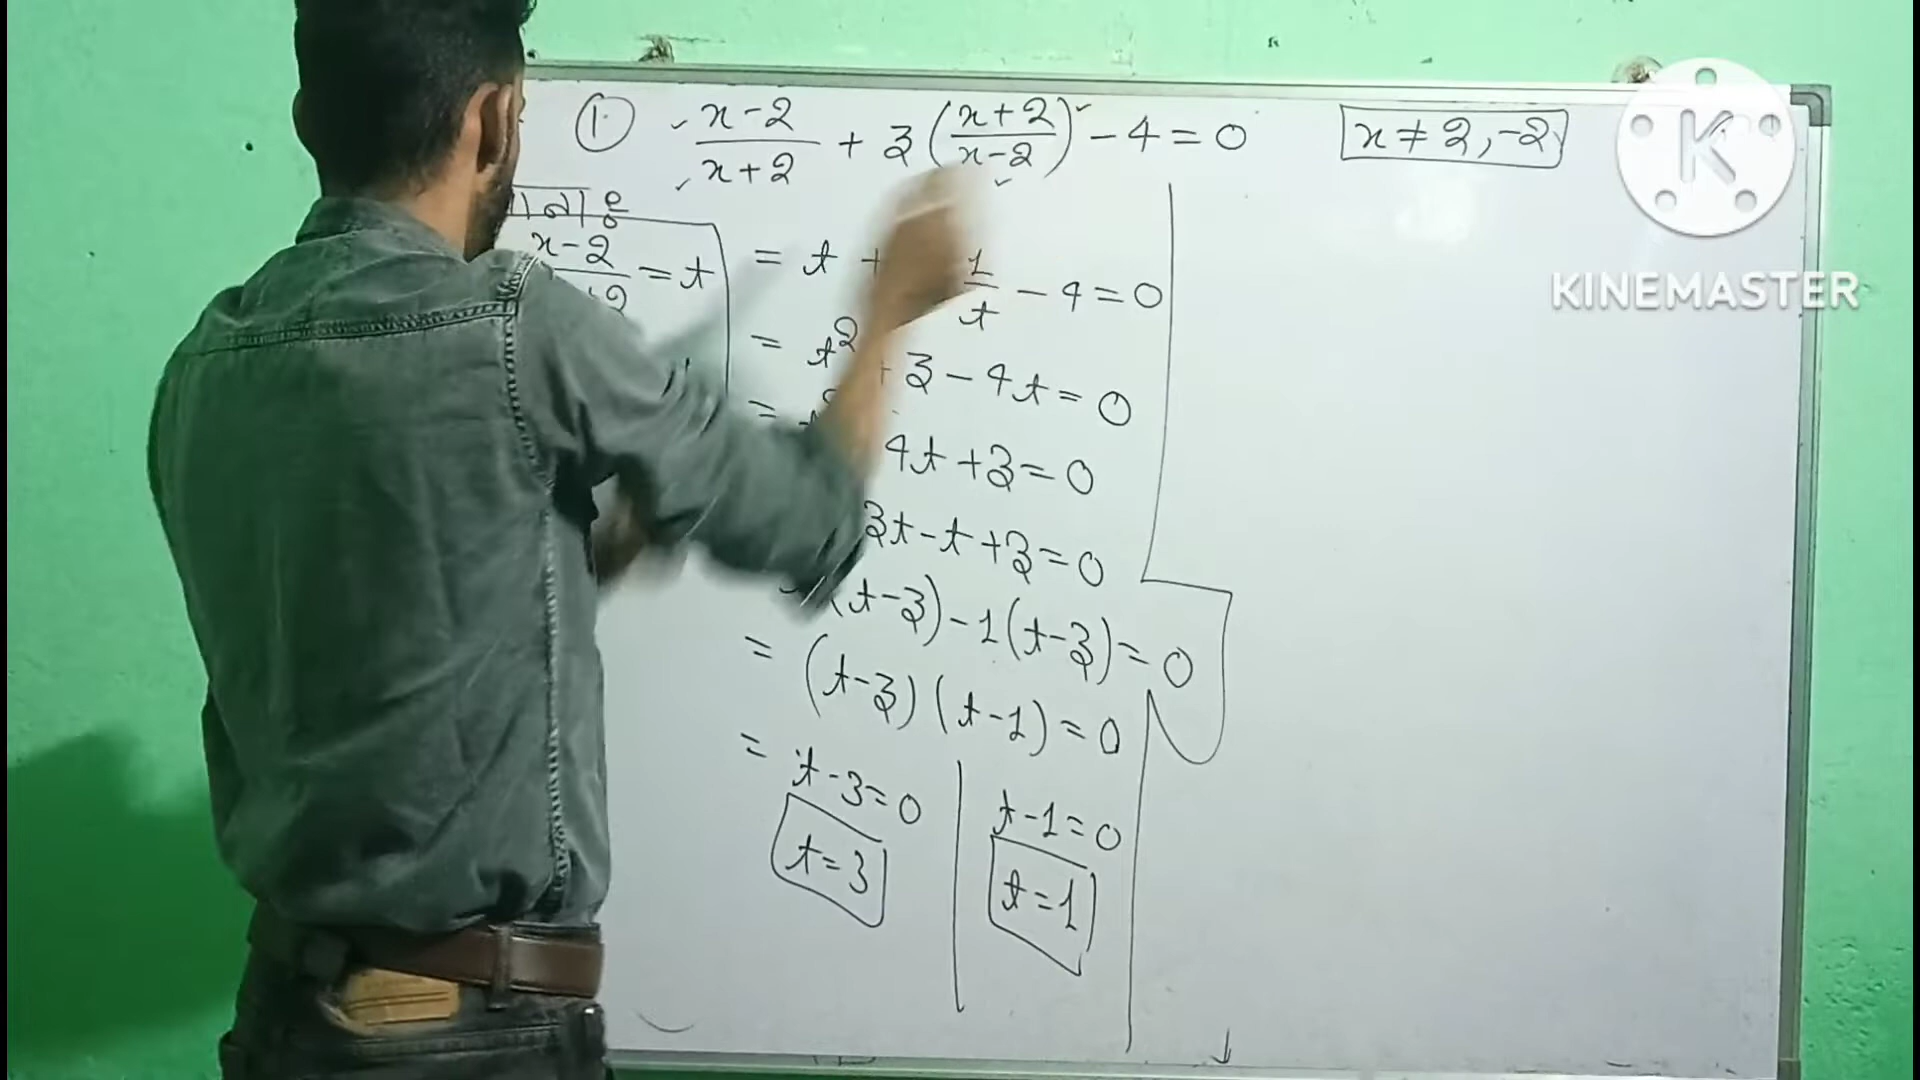 ① x-2/x+2 + 3(x+2/x-2) - 4 = 0
x ≠ 2, -2
x-2/+2 = t
= t + 1/t - 4 = 0
= t² + 3 - 4t = 0
= 4t + 3 = 0
3t - t + 3 = 0
(t-3) - 1(t-3) = 0
= (t-3) (t-1) = 0
= t-3=0
t-1=0
t=3
t=1
K
KINEMASTER